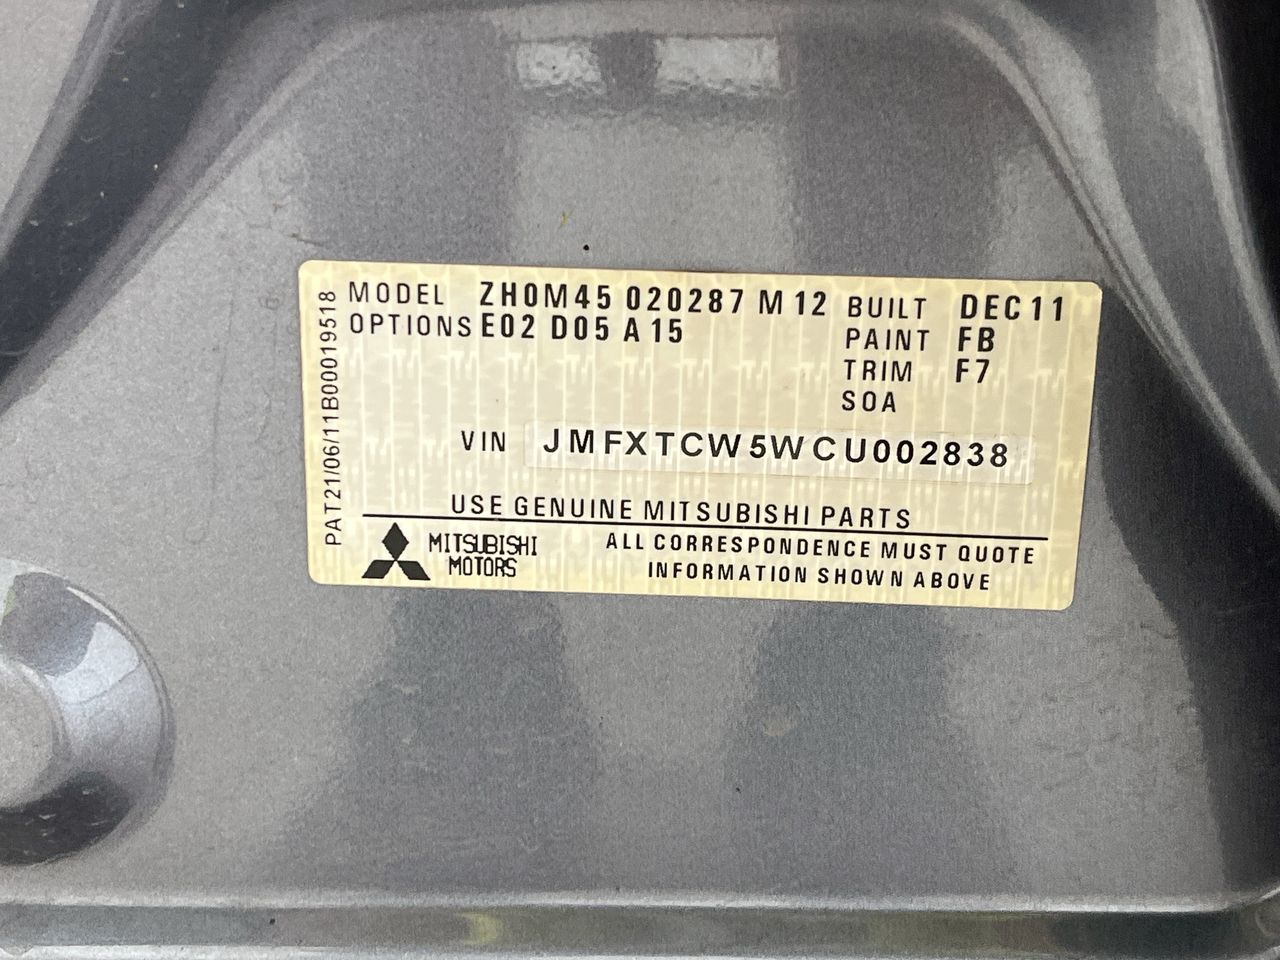 MODEL ZH0M45 020287 M12 BUILT DEC11
OPTIONS E02 D05 A15 PAINT FB
TRIM F7
SOA
VIN JMFXTCW5WCU002838
USE GENUINE MITSUBISHI PARTS
MITSUBISHI
MOTORS
ALL CORRESPONDENCE MUST QUOTE
INFORMATION SHOWN ABOVE
PAT21/06/11B00019518